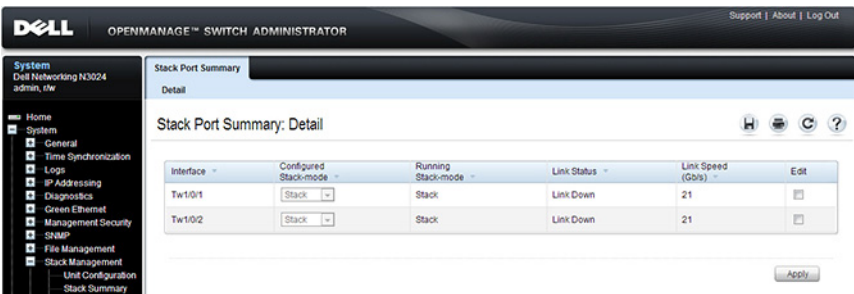 Support | About | Log Out
DELL OPENMANAGE™ SWITCH ADMINISTRATOR
System
Dell Networking N3024
admin, r/w
Home
System
General
Time Synchronization
Logs
IP Addressing
Diagnostics
Green Ethernet
Management Security
SNMP
File Management
Stack Management
Unit Configuration
Stack Summary
Stack Port Summary
Detail
Stack Port Summary: Detail
Interface Configured Stack-mode Running Stack-mode Link Status Link Speed (Gb/s) Edit
Tw1/0/1 Stack Stack Link Down 21
Tw1/0/2 Stack Stack Link Down 21
Apply